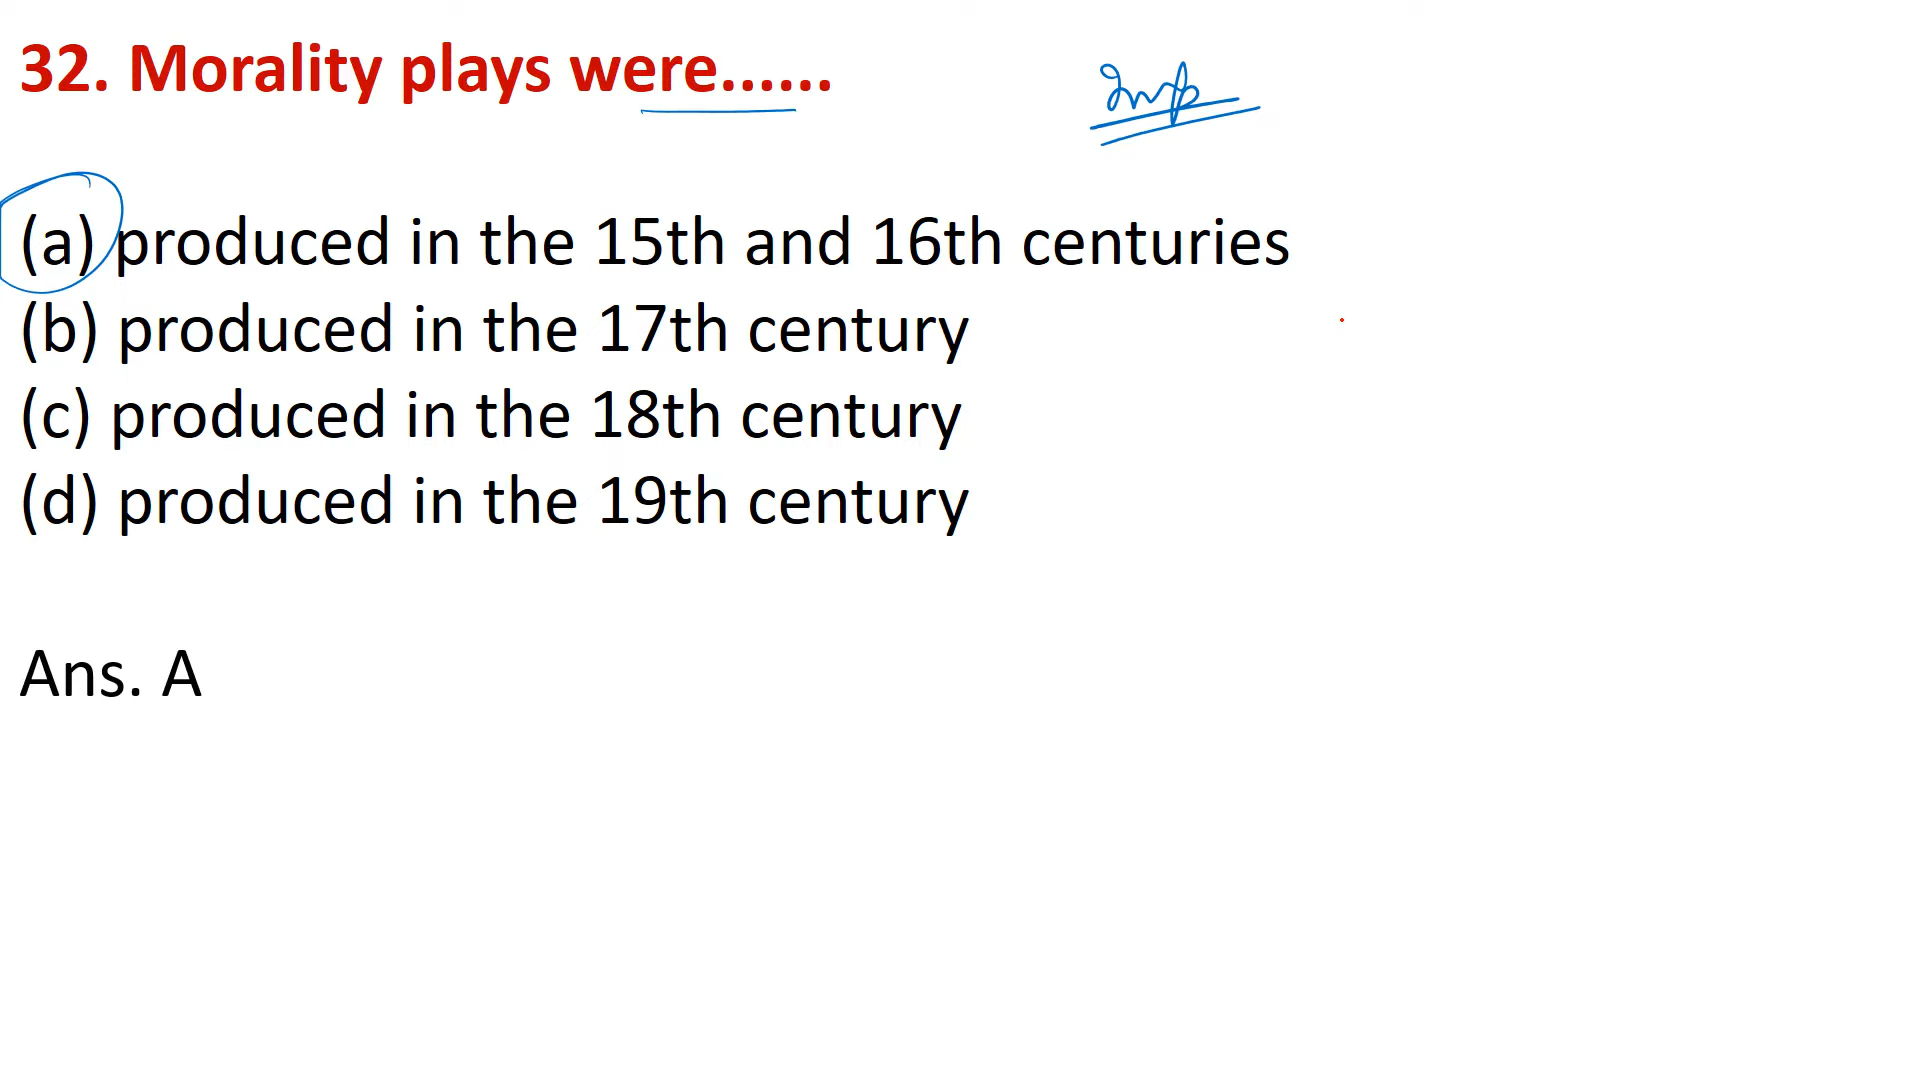 32. Morality plays were......
Imp
(a) produced in the 15th and 16th centuries
(b) produced in the 17th century
(c) produced in the 18th century
(d) produced in the 19th century
Ans. A